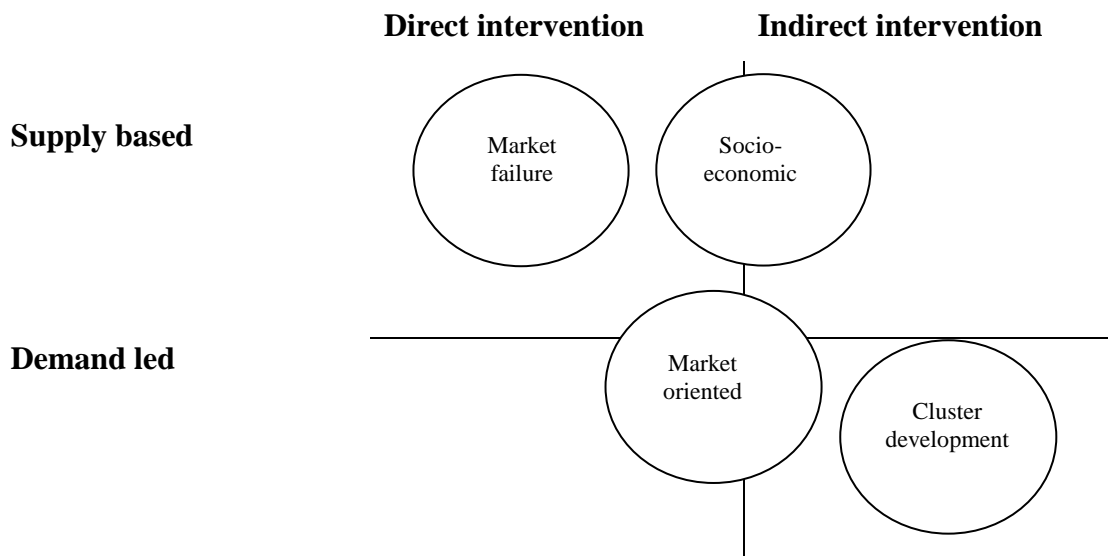 Direct intervention Indirect intervention
Supply based
Market
failure
Socio-
economic
Demand led
Market
oriented
Cluster
development